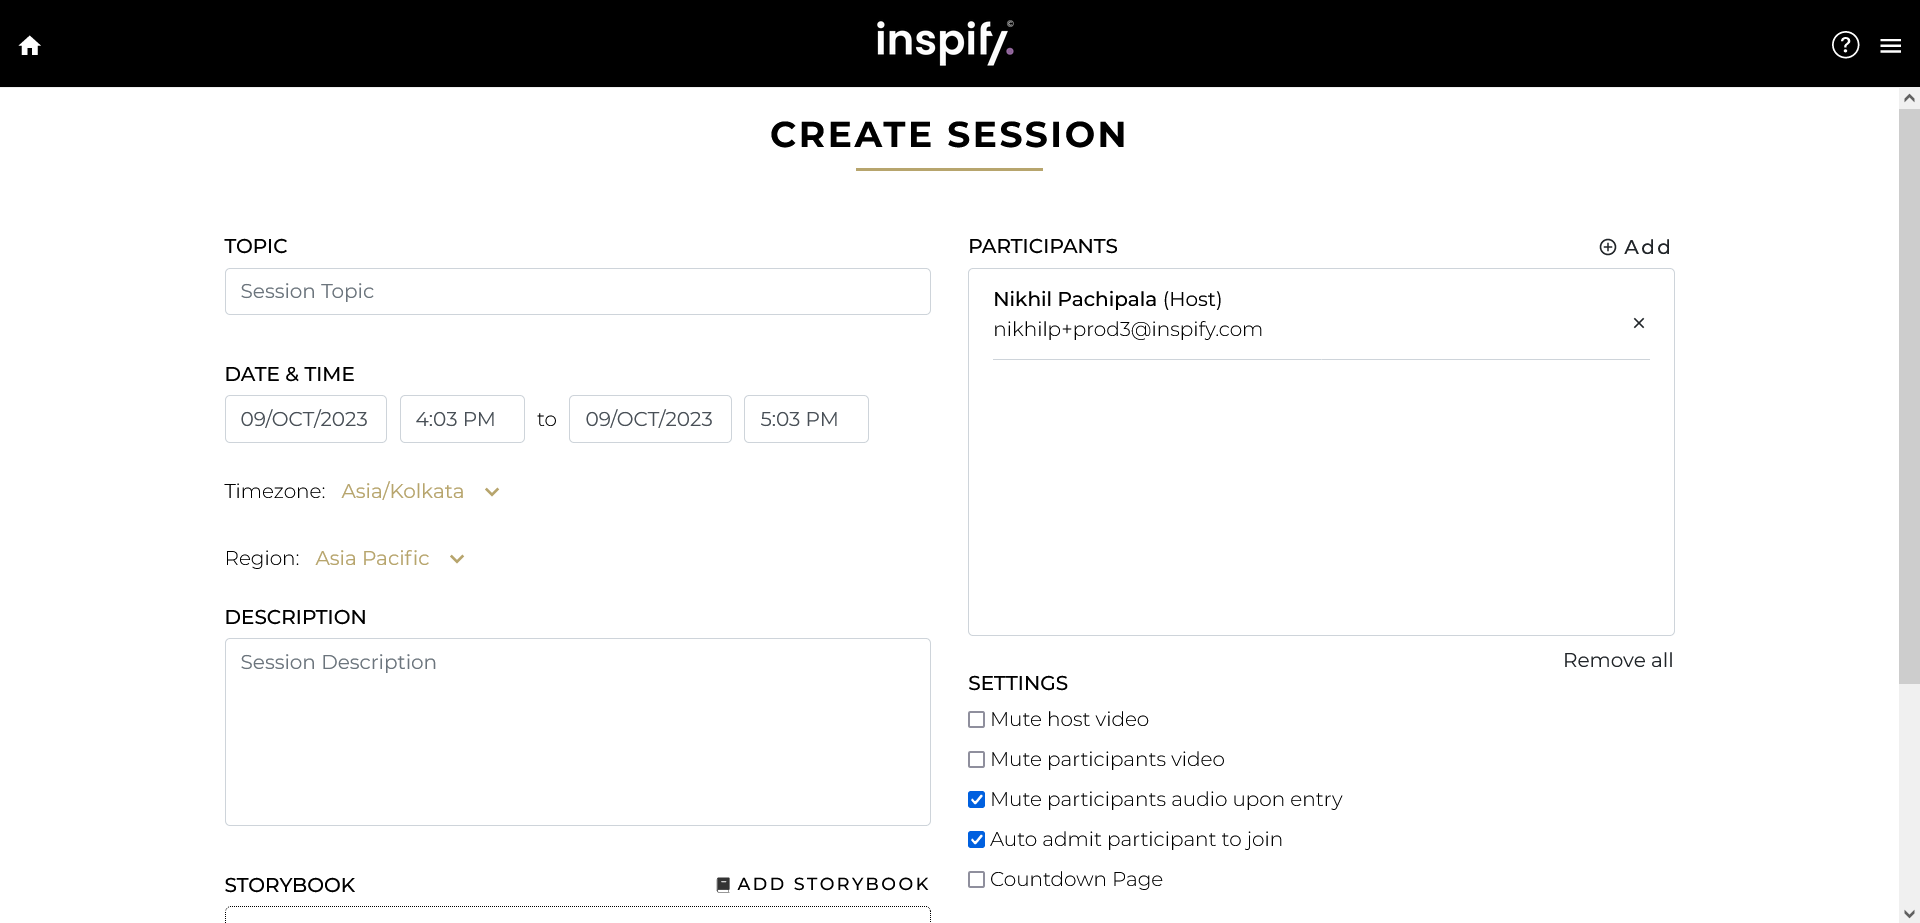 inspify.©
?
CREATE SESSION
TOPIC
Session Topic
DATE & TIME
09/OCT/2023 4:03 PM to 09/OCT/2023 5:03 PM
Timezone: Asia/Kolkata
Region: Asia Pacific
DESCRIPTION
Session Description
STORYBOOK ADD STORYBOOK
PARTICIPANTS Add
Nikhil Pachipala (Host)
nikhilp+prod3@inspify.com
Remove all
SETTINGS
Mute host video
Mute participants video
Mute participants audio upon entry
Auto admit participant to join
Countdown Page